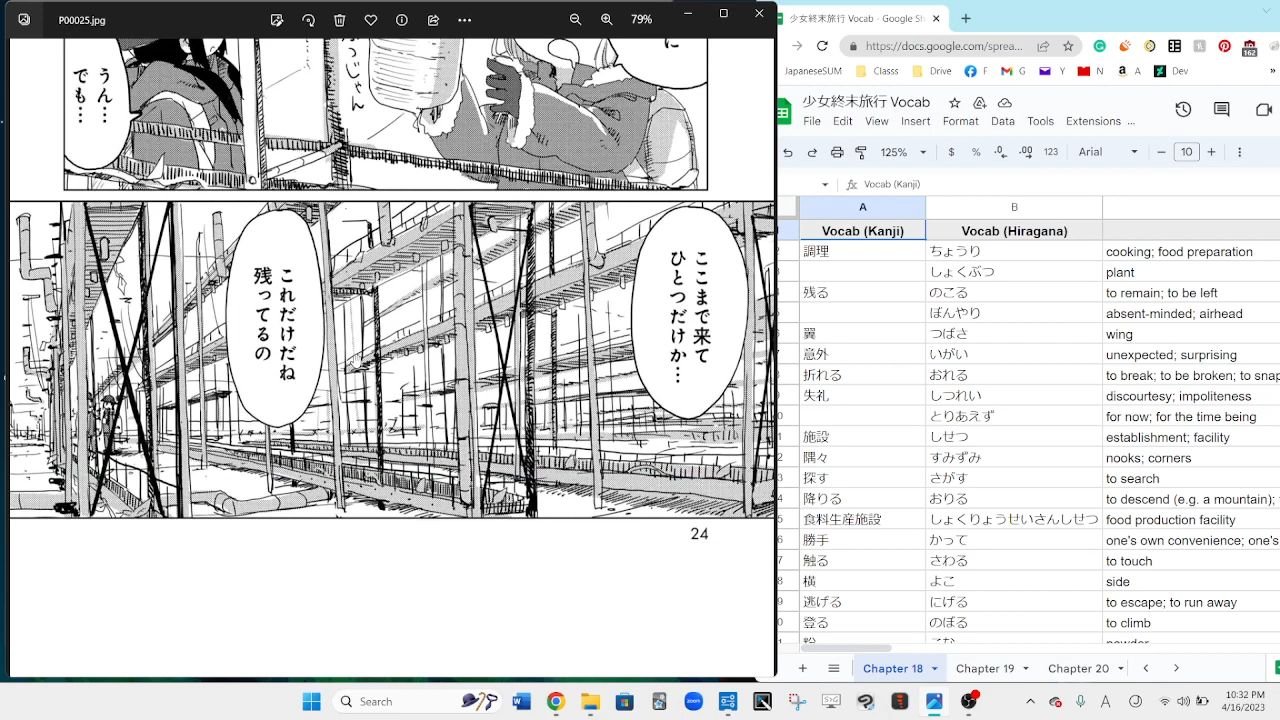 P00025.jpg
79%
に
うん…
でも…
ここまで来て
ひとつだけか…
これだけだね
残ってるの
24
少女終末旅行 Vocab - Google Sh
https://docs.google.com/spres...
JapaneseSUM
Class
Drive
F
G
Y
N
A
Dev
162
少女終末旅行 Vocab
File Edit View Insert Format Data Tools Extensions ...
125% $ % .0 .00 123 Arial 10
fx Vocab (Kanji)
A B
Vocab (Kanji) Vocab (Hiragana)
調理 ちょうり cooking; food preparation
しょくぶつ plant
残る のこる to remain; to be left
ぼんやり absent-minded; airhead
翼 つばさ wing
意外 いがい unexpected; surprising
折れる おれる to break; to be broken; to snap
失礼 しつれい discourtesy; impoliteness
とりあえず for now; for the time being
施設 しせつ establishment; facility
隅々 すみずみ nooks; corners
探す さがす to search
降りる おりる to descend (e.g. a mountain);
食料生産施設 しょくりょうせいさんしせつ food production facility
勝手 かって one's own convenience; one's
触る さわる to touch
横 よこ side
逃げる にげる to escape; to run away
登る のぼる to climb
粉 こな powder
Chapter 18 Chapter 19 Chapter 20
Search
zoom
10:32 PM
4/16/2023